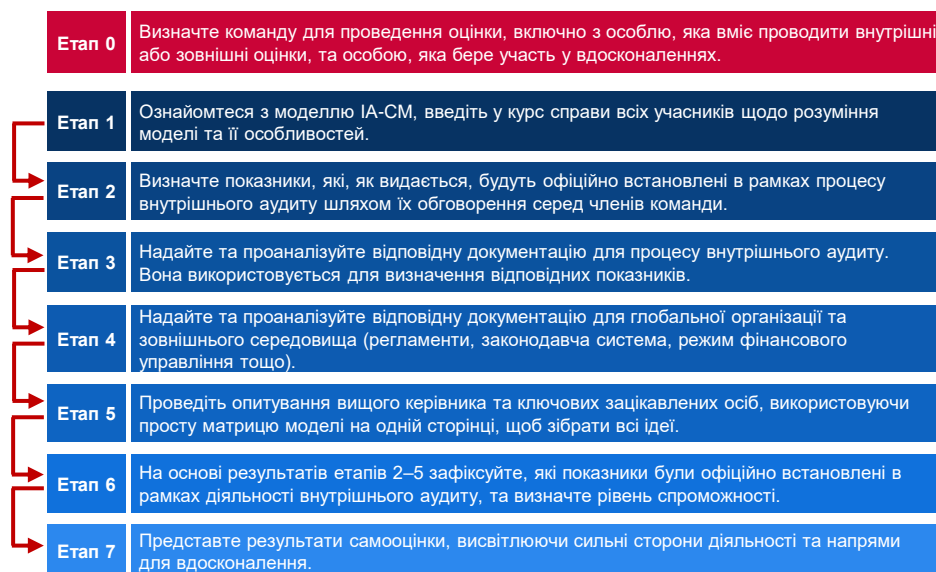 Етап 0
Визначте команду для проведення оцінки, включно з особлю, яка вміє проводити внутрішні
або зовнішні оцінки, та особою, яка бере участь у вдосконаленнях.
Етап 1
Ознайомтеся з моделлю IA-CM, введіть у курс справи всіх учасників щодо розуміння
моделі та її особливостей.
Етап 2
Визначте показники, які, як видається, будуть офіційно встановлені в рамках процесу
внутрішнього аудиту шляхом їх обговорення серед членів команди.
Етап 3
Надайте та проаналізуйте відповідну документацію для процесу внутрішнього аудиту.
Вона використовується для визначення відповідних показників.
Етап 4
Надайте та проаналізуйте відповідну документацію для глобальної організації та
зовнішнього середовища (регламенти, законодавча система, режим фінансового
управління тощо).
Етап 5
Проведіть опитування вищого керівника та ключових зацікавлених осіб, використовуючи
просту матрицю моделі на одній сторінці, щоб зібрати всі ідеї.
Етап 6
На основі результатів етапів 2–5 зафіксуйте, які показники були офіційно встановлені в
рамках діяльності внутрішнього аудиту, та визначте рівень спроможності.
Етап 7
Представте результати самооцінки, висвітлюючи сильні сторони діяльності та напрями
для вдосконалення.